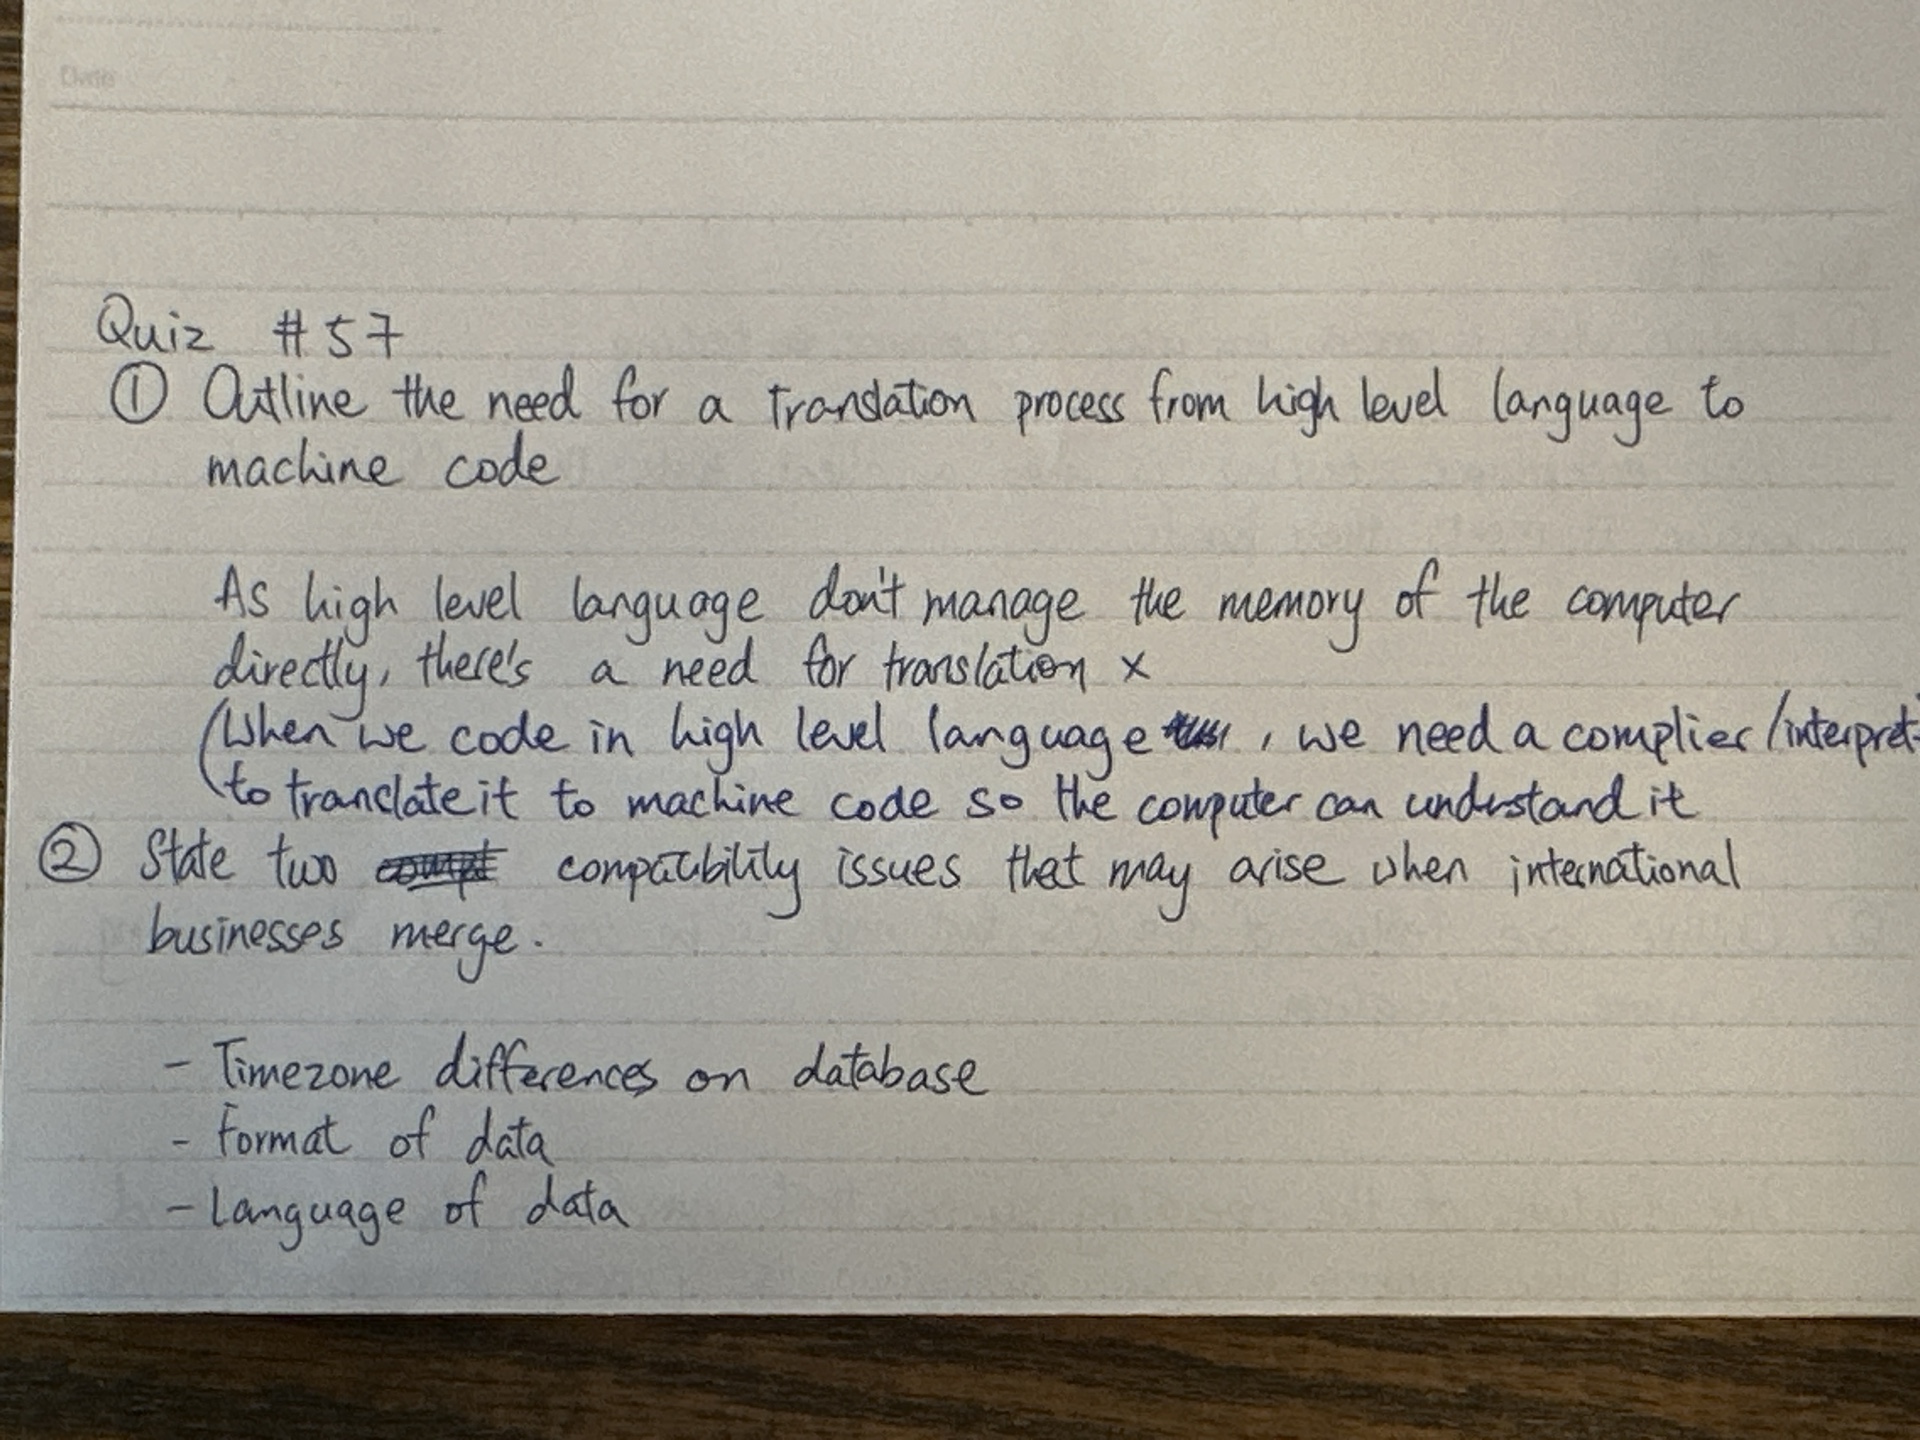 Date
Quiz #57
① Outline the need for a translation process from high level language to
machine code
As high level language don't manage the memory of the computer
directly, there's a need for translation x
(When we code in high level language , we need a complier/interpret
to translate it to machine code so the computer can understand it
② State two compatibility issues that may arise when international
businesses merge.
- Timezone differences on database
- Format of data
- Language of data